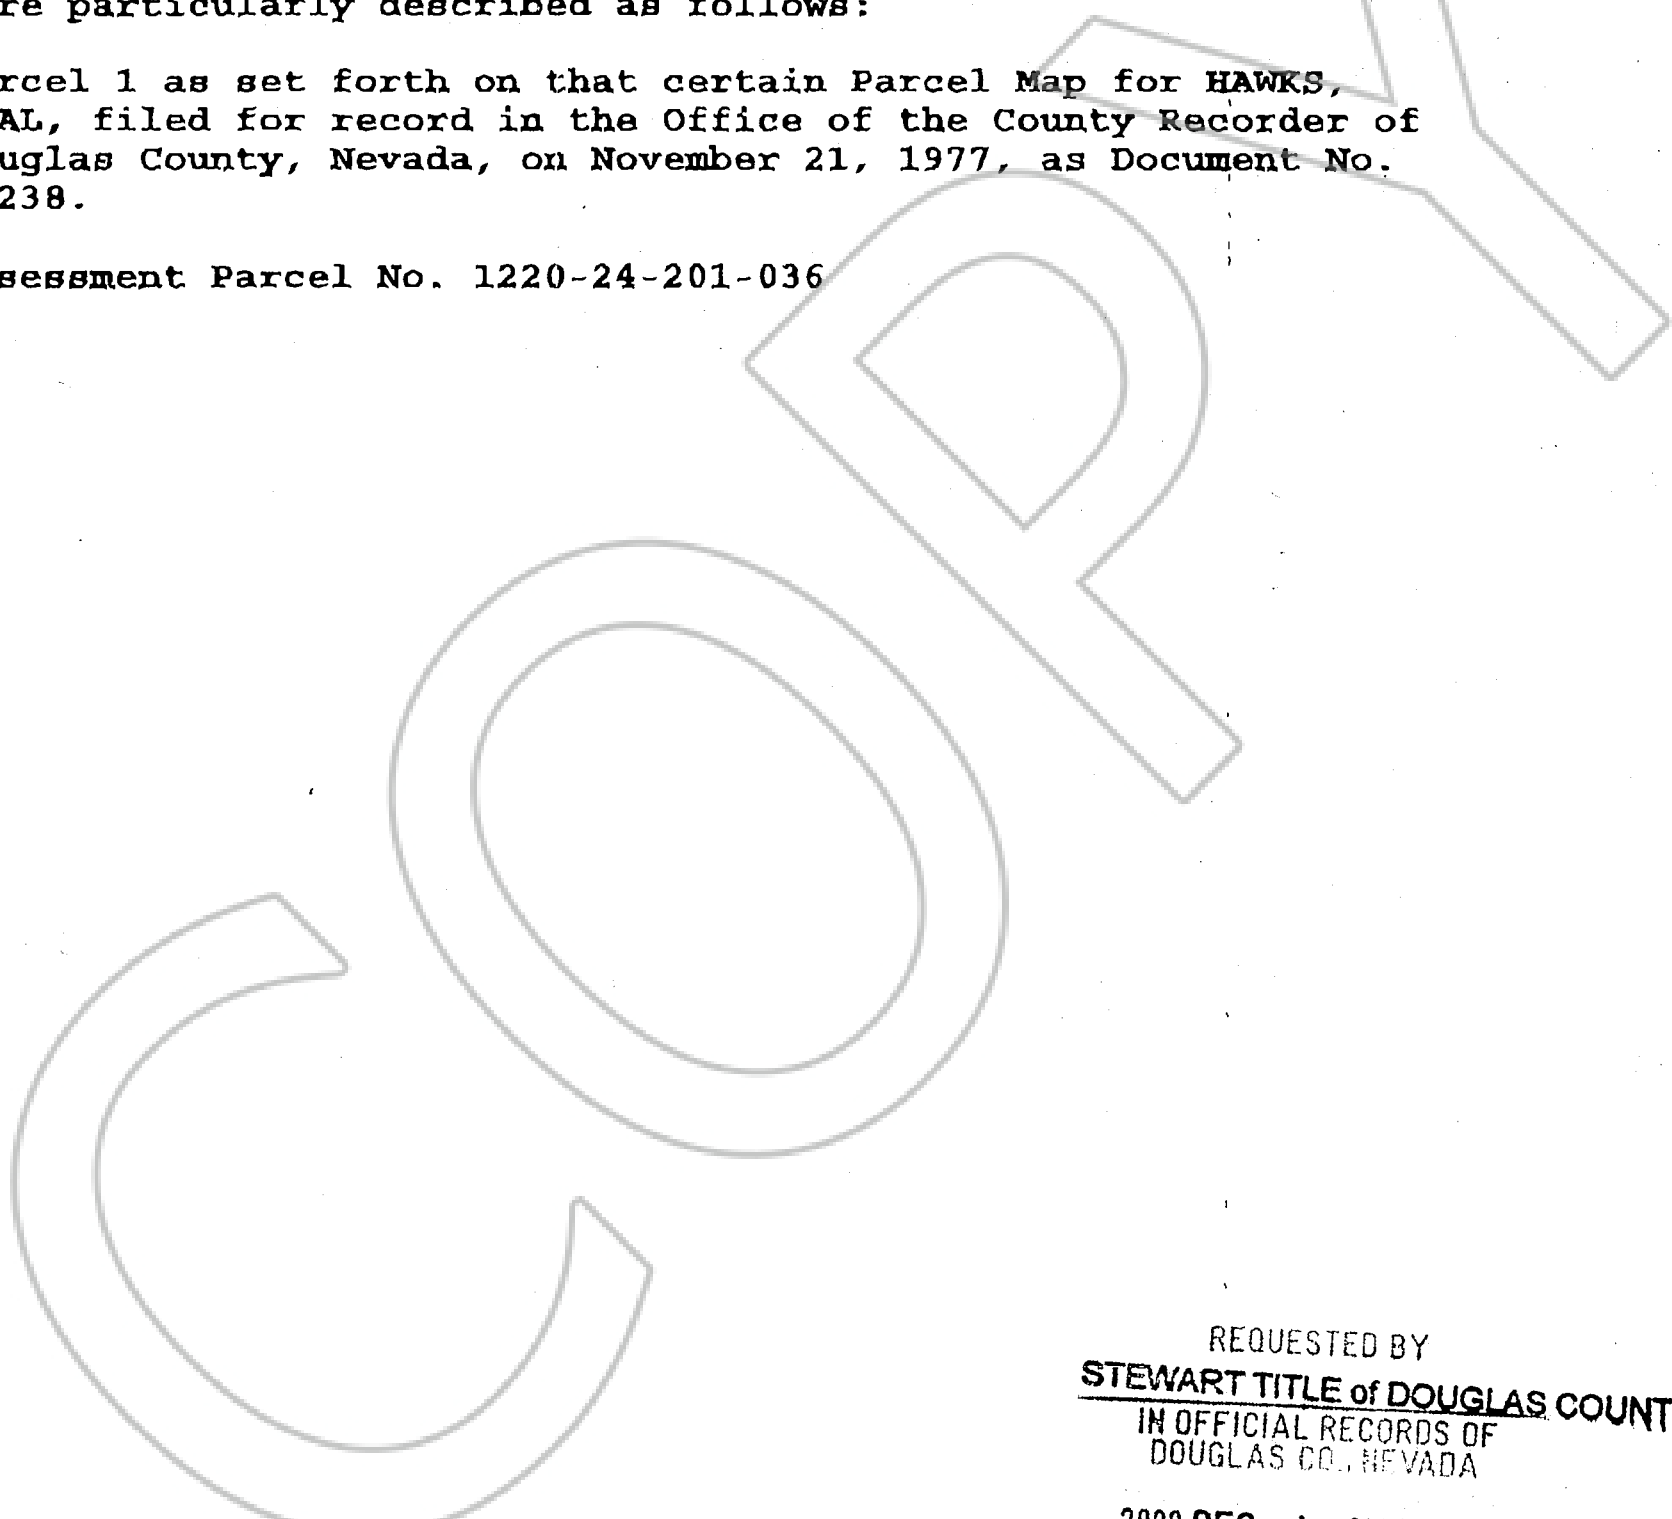 re particularly described as follows:
rcel 1 as set forth on that certain Parcel Map for HAWKS,
AL, filed for record in the Office of the County Recorder of
uglas County, Nevada, on November 21, 1977, as Document No.
238.
sessment Parcel No. 1220-24-201-036
COPY
REQUESTED BY
STEWART TITLE of DOUGLAS COUNT
IN OFFICIAL RECORDS OF
DOUGLAS CO., NEVADA